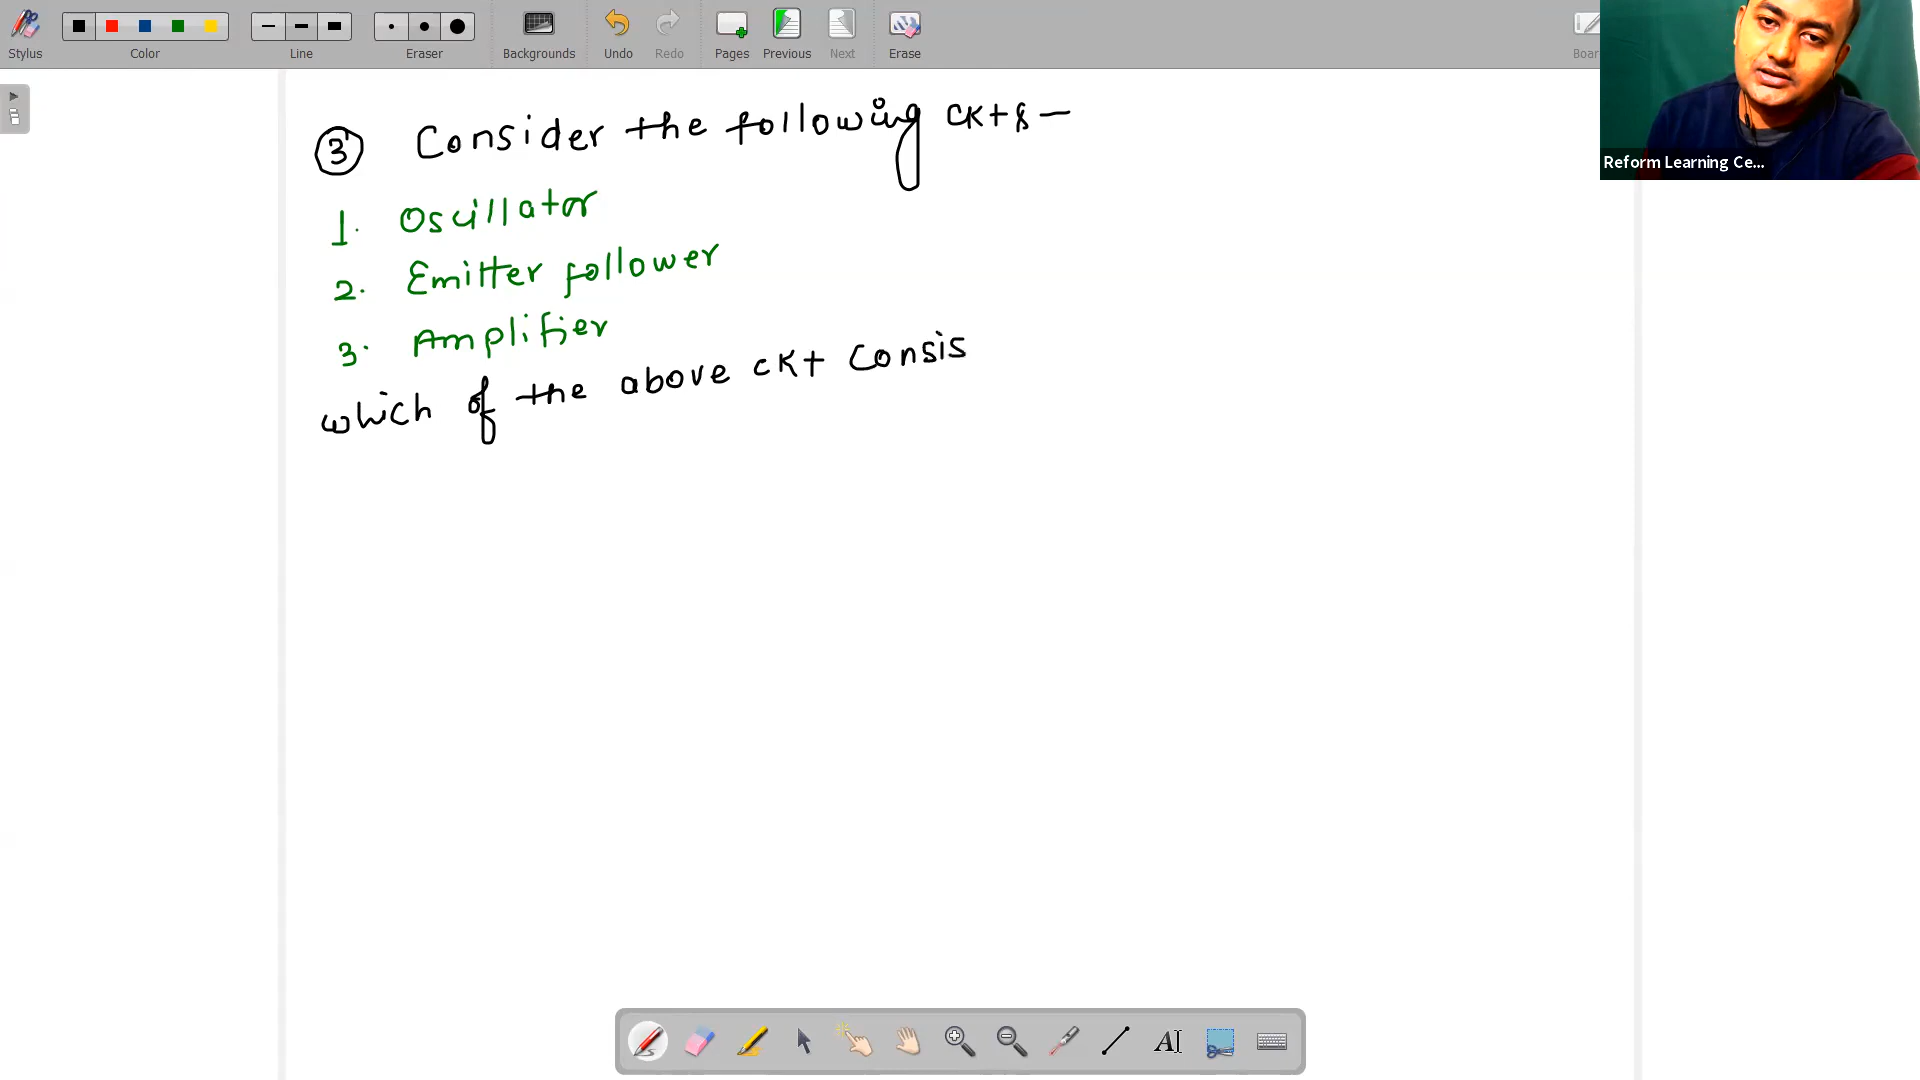 Stylus
Color
Line
Eraser
Backgrounds
Undo
Redo
Pages
Previous
Next
Erase
Boar
Reform Learning Ce...
③ Consider the following ckts —
1. Oscillator
2. Emitter follower
3. Amplifier
which of the above ckt Consis